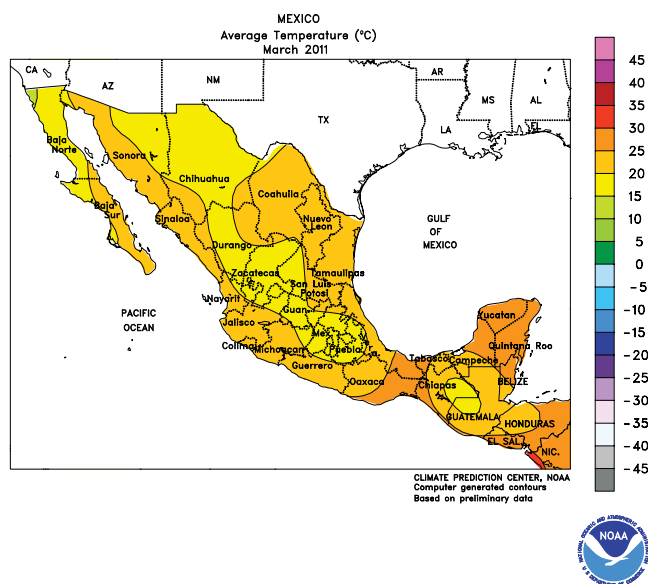 MEXICO
Average Temperature (°C)
March 2011
CA
AZ
NM
TX
AR
MS
AL
LA
FL
Baja
Norte
Sonora
Chihuahua
Coahuila
Baja
Sur
Sinaloa
Nuevo
Leon
Durango
Zacatecas
San Luis
Potosi
Tamaulipas
Nayarit
Guan.
Jalisco
Mex.
Colima
Michoacan
Puebla
Guerrero
Oaxaca
Tabasco
Campeche
Chiapas
Yucatan
Quintana Roo
BELIZE
GUATEMALA
HONDURAS
EL SAL.
NIC.
GULF
OF
MEXICO
PACIFIC
OCEAN
45
40
35
30
25
20
15
10
5
0
-5
-10
-15
-20
-25
-30
-35
-40
-45
CLIMATE PREDICTION CENTER, NOAA
Computer generated contours
Based on preliminary data
NOAA